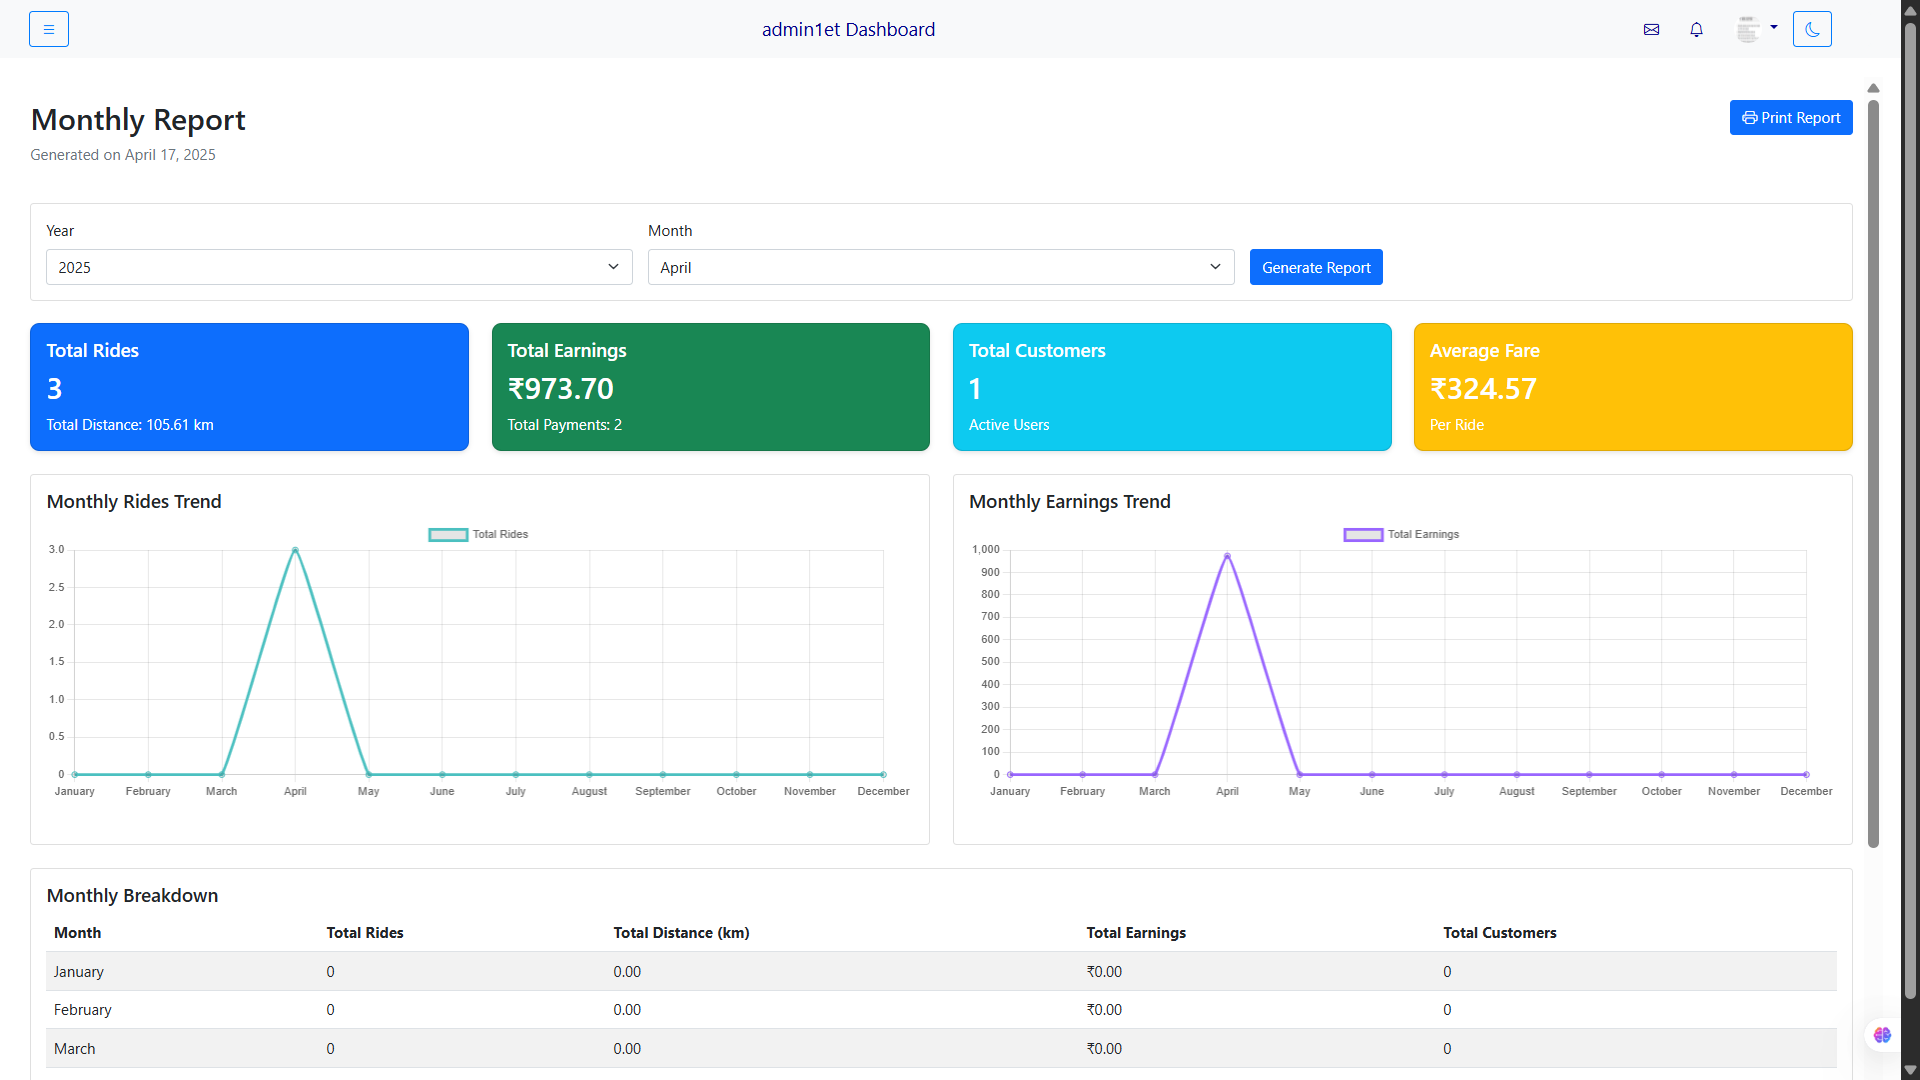 admin1et Dashboard
Monthly Report
Print Report
Generated on April 17, 2025
Year
Month
2025
April
Generate Report
Total Rides
3
Total Distance: 105.61 km
Total Earnings
₹973.70
Total Payments: 2
Total Customers
1
Active Users
Average Fare
₹324.57
Per Ride
Monthly Rides Trend
Total Rides
3.0
2.5
2.0
1.5
1.0
0.5
0
January February March April May June July August September October November December
Monthly Earnings Trend
Total Earnings
1,000
900
800
700
600
500
400
300
200
100
0
January February March April May June July August September October November December
Monthly Breakdown
Month Total Rides Total Distance (km) Total Earnings Total Customers
January 0 0.00 ₹0.00 0
February 0 0.00 ₹0.00 0
March 0 0.00 ₹0.00 0